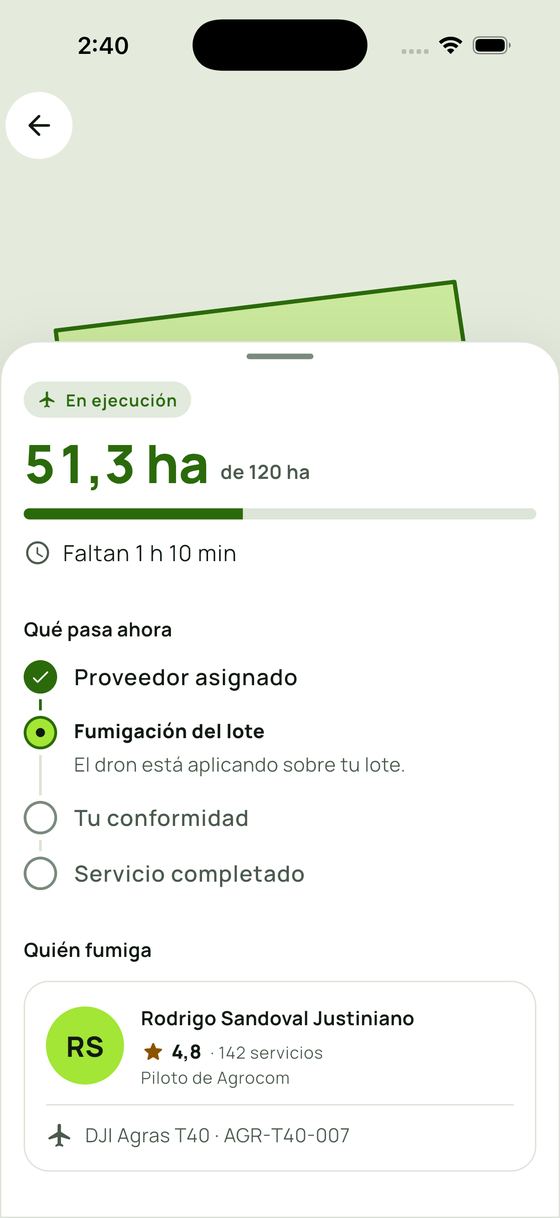 2:40
En ejecución
51,3 ha de 120 ha
Faltan 1 h 10 min
Qué pasa ahora
Proveedor asignado
Fumigación del lote
El dron está aplicando sobre tu lote.
Tu conformidad
Servicio completado
Quién fumiga
RS
Rodrigo Sandoval Justiniano
4,8 · 142 servicios
Piloto de Agrocom
DJI Agras T40 · AGR-T40-007